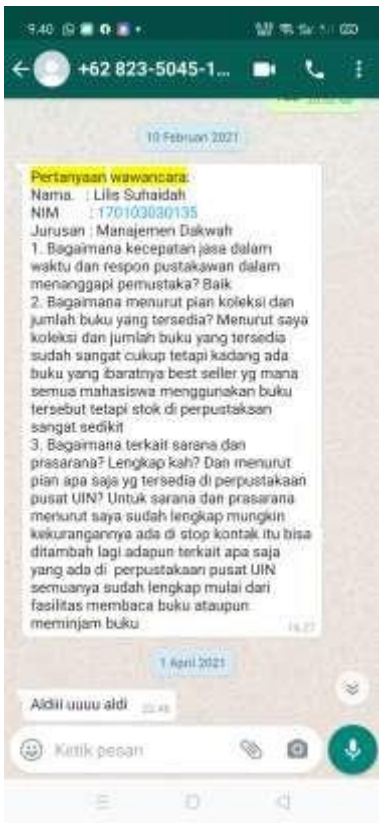 9.40
+62 823-5045-1...
10 Februari 2021
Pertanyaan wawancara:
Nama. : Lilis Suhaidah
NIM : 170103030135
Jurusan : Manajemen Dakwah
1. Bagaimana kecepatan jasa dalam
waktu dan respon pustakawan dalam
menanggapi pemustaka? Baik
2. Bagaimana menurut pian koleksi dan
jumlah buku yang tersedia? Menurut saya
koleksi dan jumlah buku yang tersedia
sudah sangat cukup tetapi kadang ada
buku yang ibaratnya best seller yg mana
semua mahasiswa menggunakan buku
tersebut tetapi stok di perpustakaan
sangat sedikit
3. Bagaimana terkait sarana dan
prasarana? Lengkap kah? Dan menurut
pian apa saja yg tersedia di perpustakaan
pusat UIN? Untuk sarana dan prasarana
menurut saya sudah lengkap mungkin
kekurangannya ada di stop kontak itu bisa
ditambah lagi adapun terkait apa saja
yang ada di perpustakaan pusat UIN
semuanya sudah lengkap mulai dari
fasilitas membaca buku ataupun
meminjam buku
1 April 2021
Ketik pesan